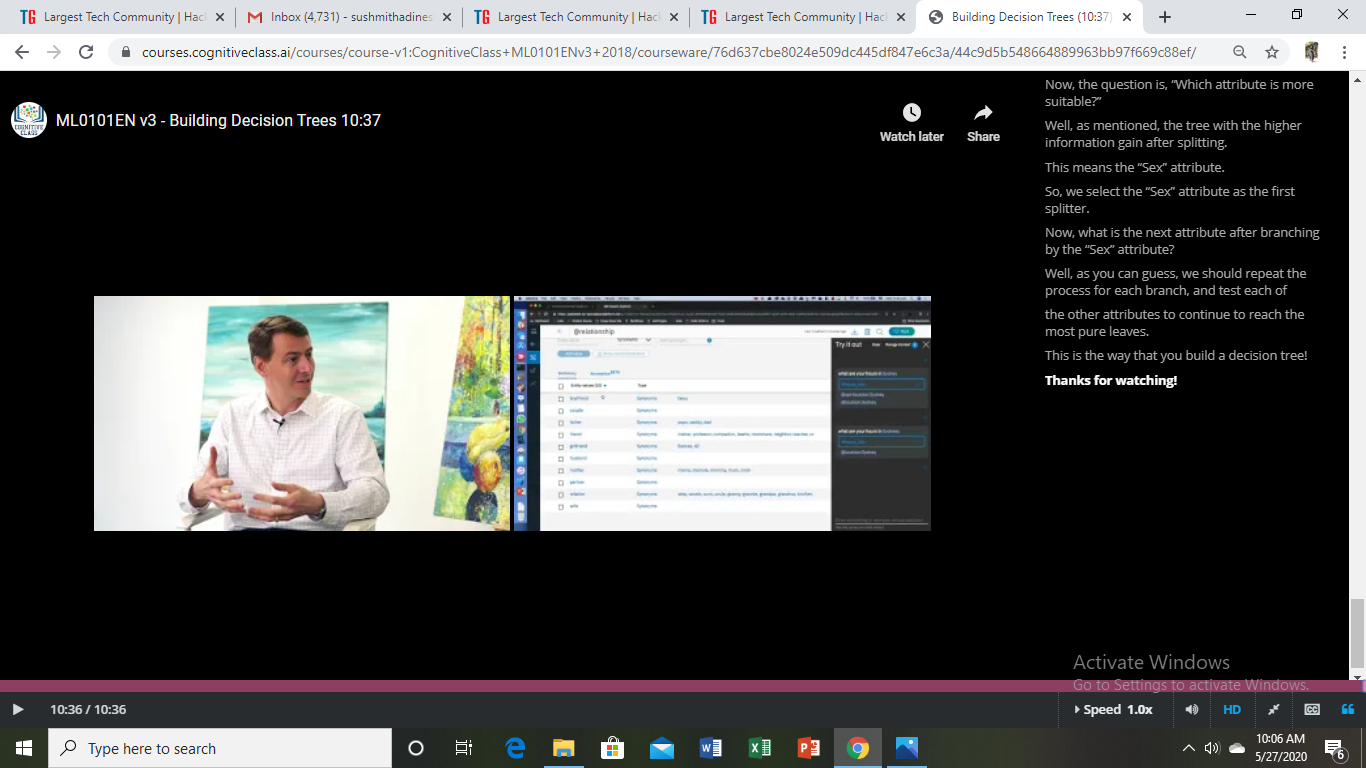 Largest Tech Community | Hac
Inbox (4,731) - sushmithadines
Largest Tech Community | Hac
Largest Tech Community | Hac
Building Decision Trees (10:37)
courses.cognitiveclass.ai/courses/course-v1:CognitiveClass+ML0101ENv3+2018/courseware/76d637cbe8024e509dc445df847e6c3a/44c9d5b548664889963bb97f669c88ef/
COGNITIVE
CLASS
ML0101EN v3 - Building Decision Trees 10:37
Watch later
Share
@relationship
Try it out
Now, the question is, “Which attribute is more
suitable?”
Well, as mentioned, the tree with the higher
information gain after splitting.
This means the “Sex” attribute.
So, we select the “Sex” attribute as the first
splitter.
Now, what is the next attribute after branching
by the “Sex” attribute?
Well, as you can guess, we should repeat the
process for each branch, and test each of
the other attributes to continue to reach the
most pure leaves.
This is the way that you build a decision tree!
Thanks for watching!
Activate Windows
Go to Settings to activate Windows.
10:36 / 10:36
Speed 1.0x
HD
CC
Type here to search
10:06 AM
5/27/2020
6